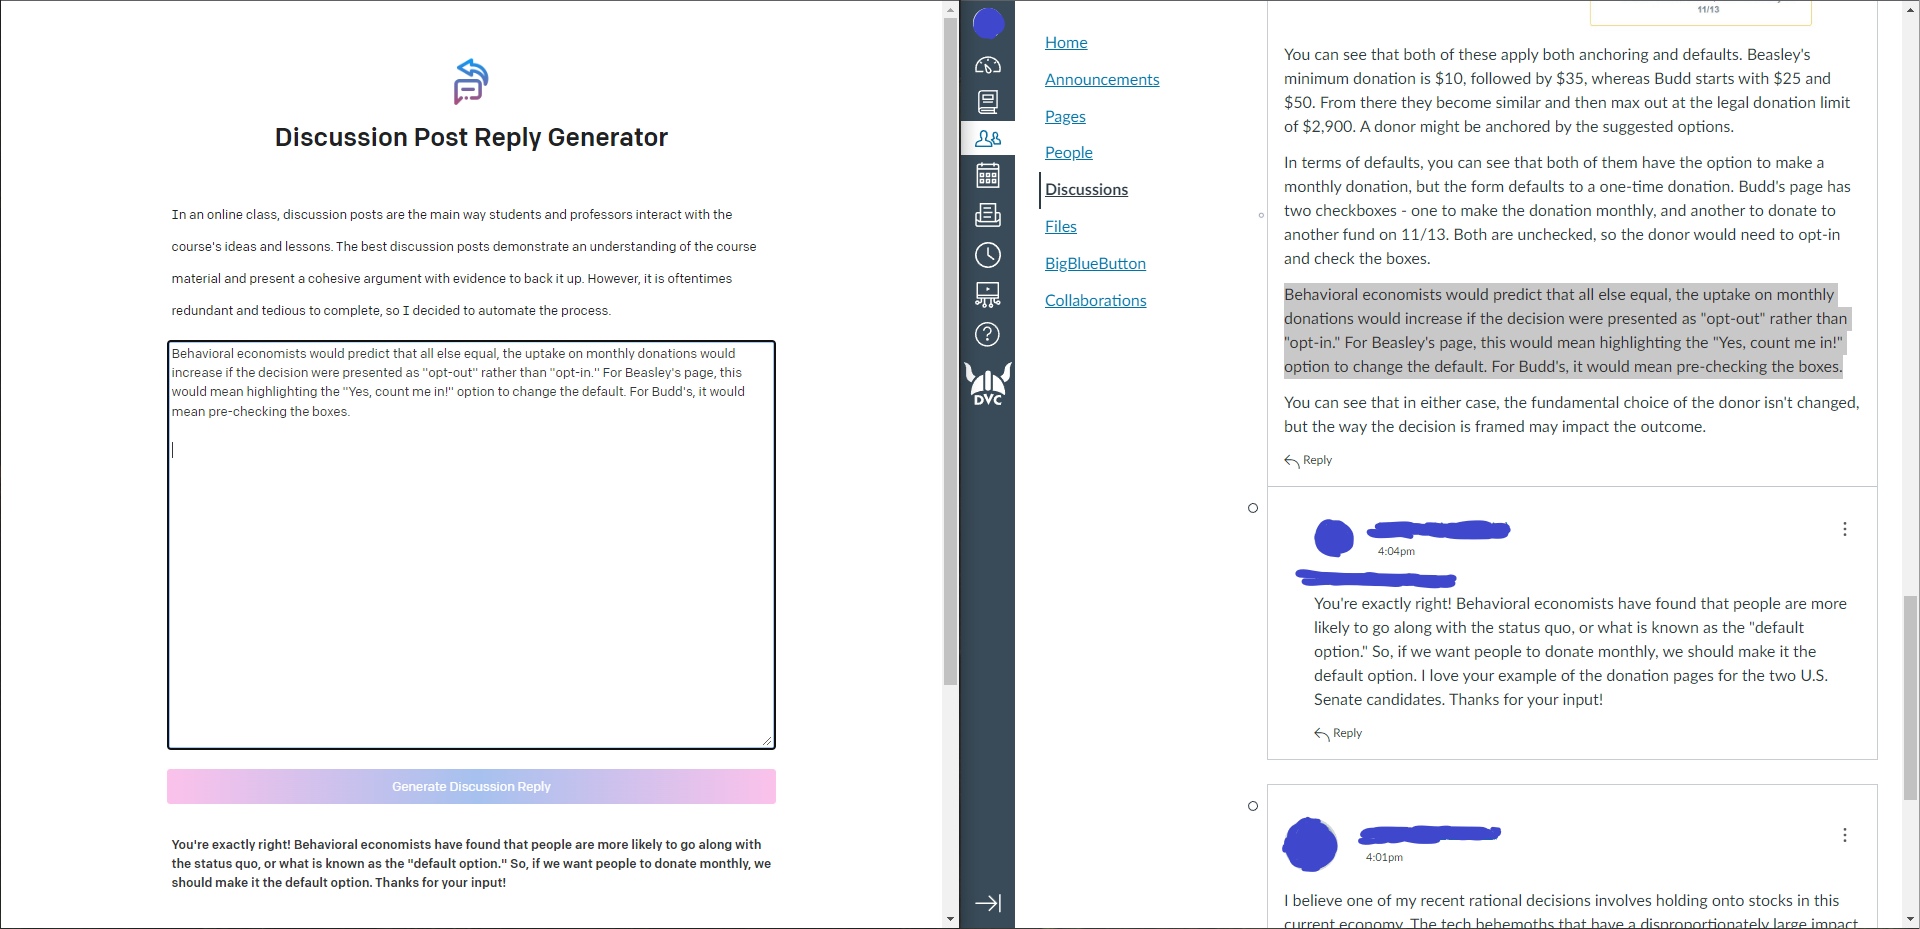 Discussion Post Reply Generator
In an online class, discussion posts are the main way students and professors interact with the
course's ideas and lessons. The best discussion posts demonstrate an understanding of the course
material and present a cohesive argument with evidence to back it up. However, it is oftentimes
redundant and tedious to complete, so I decided to automate the process.
Behavioral economists would predict that all else equal, the uptake on monthly donations would
increase if the decision were presented as "opt-out" rather than "opt-in." For Beasley's page, this
would mean highlighting the "Yes, count me in!" option to change the default. For Budd's, it would
mean pre-checking the boxes.
Generate Discussion Reply
You're exactly right! Behavioral economists have found that people are more likely to go along with
the status quo, or what is known as the "default option." So, if we want people to donate monthly, we
should make it the default option. Thanks for your input!
DVC
Home
Announcements
Pages
People
Discussions
Files
BigBlueButton
Collaborations
11/13
You can see that both of these apply both anchoring and defaults. Beasley's
minimum donation is $10, followed by $35, whereas Budd starts with $25 and
$50. From there they become similar and then max out at the legal donation limit
of $2,900. A donor might be anchored by the suggested options.
In terms of defaults, you can see that both of them have the option to make a
monthly donation, but the form defaults to a one-time donation. Budd's page has
two checkboxes - one to make the donation monthly, and another to donate to
another fund on 11/13. Both are unchecked, so the donor would need to opt-in
and check the boxes.
Behavioral economists would predict that all else equal, the uptake on monthly
donations would increase if the decision were presented as "opt-out" rather than
"opt-in." For Beasley's page, this would mean highlighting the "Yes, count me in!"
option to change the default. For Budd's, it would mean pre-checking the boxes.
You can see that in either case, the fundamental choice of the donor isn't changed,
but the way the decision is framed may impact the outcome.
Reply
4:04pm
You're exactly right! Behavioral economists have found that people are more
likely to go along with the status quo, or what is known as the "default
option." So, if we want people to donate monthly, we should make it the
default option. I love your example of the donation pages for the two U.S.
Senate candidates. Thanks for your input!
Reply
4:01pm
I believe one of my recent rational decisions involves holding onto stocks in this
current economy. The tech behemoths that have a disproportionately large impact